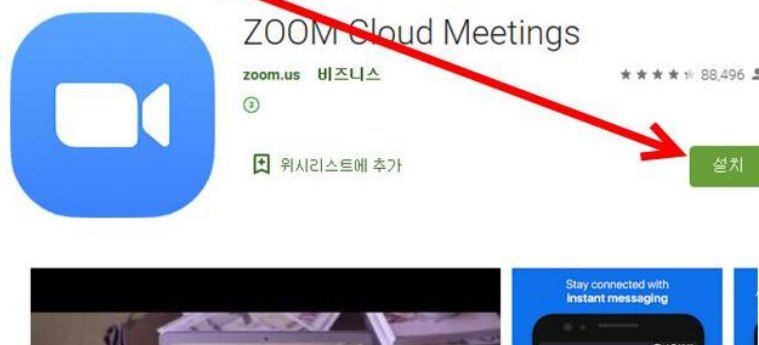 ZOOM Cloud Meetings
zoom.us 비즈니스
88,496
3
위시리스트에 추가
설치
Stay connected with
instant messaging